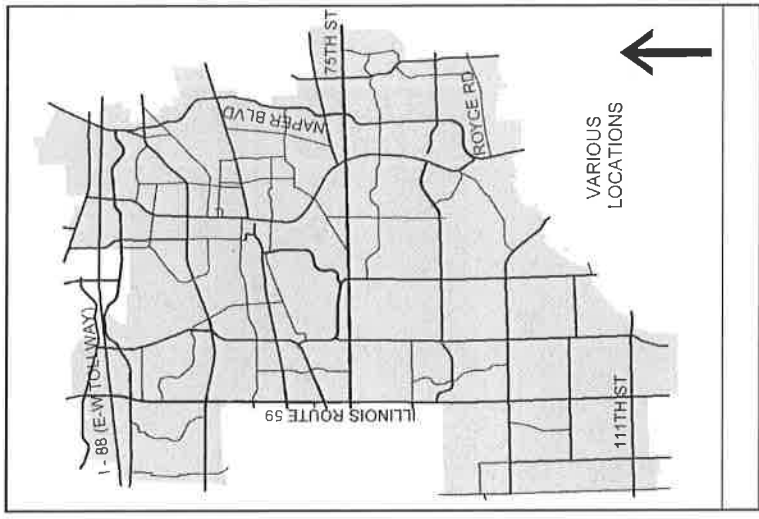 I - 88 (E-W TOLLWAY)
NAPER BLVD
75TH ST
ILLINOIS ROUTE 59
ROYCE RD
VARIOUS
LOCATIONS
111TH ST